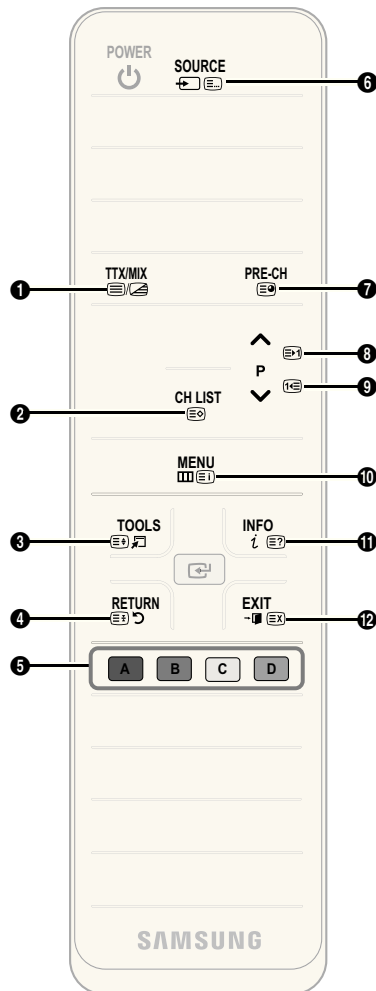 POWER
SOURCE
6
TTX/MIX
1
PRE-CH
7
8
P
9
CH LIST
2
MENU
10
TOOLS
3
INFO
11
RETURN
4
EXIT
12
5
A B C D
SAMSUNG